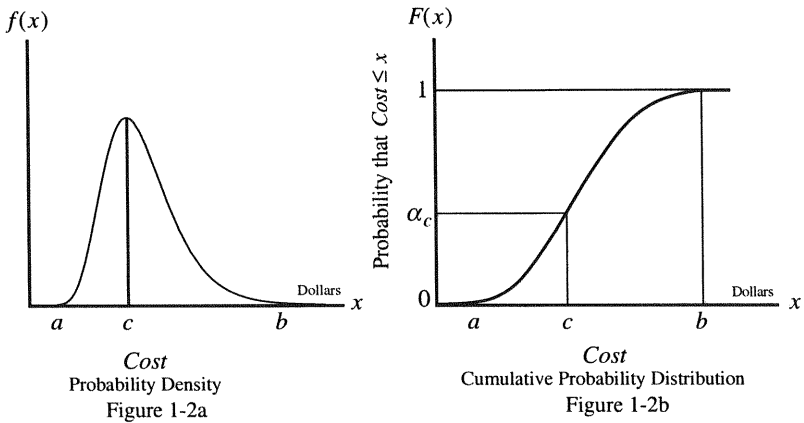 f(x)
Dollars
x
a
c
b
Cost
Probability Density
Figure 1-2a
F(x)
Probability that Cost ≤ x
1
α_c
0
Dollars
x
a
c
b
Cost
Cumulative Probability Distribution
Figure 1-2b